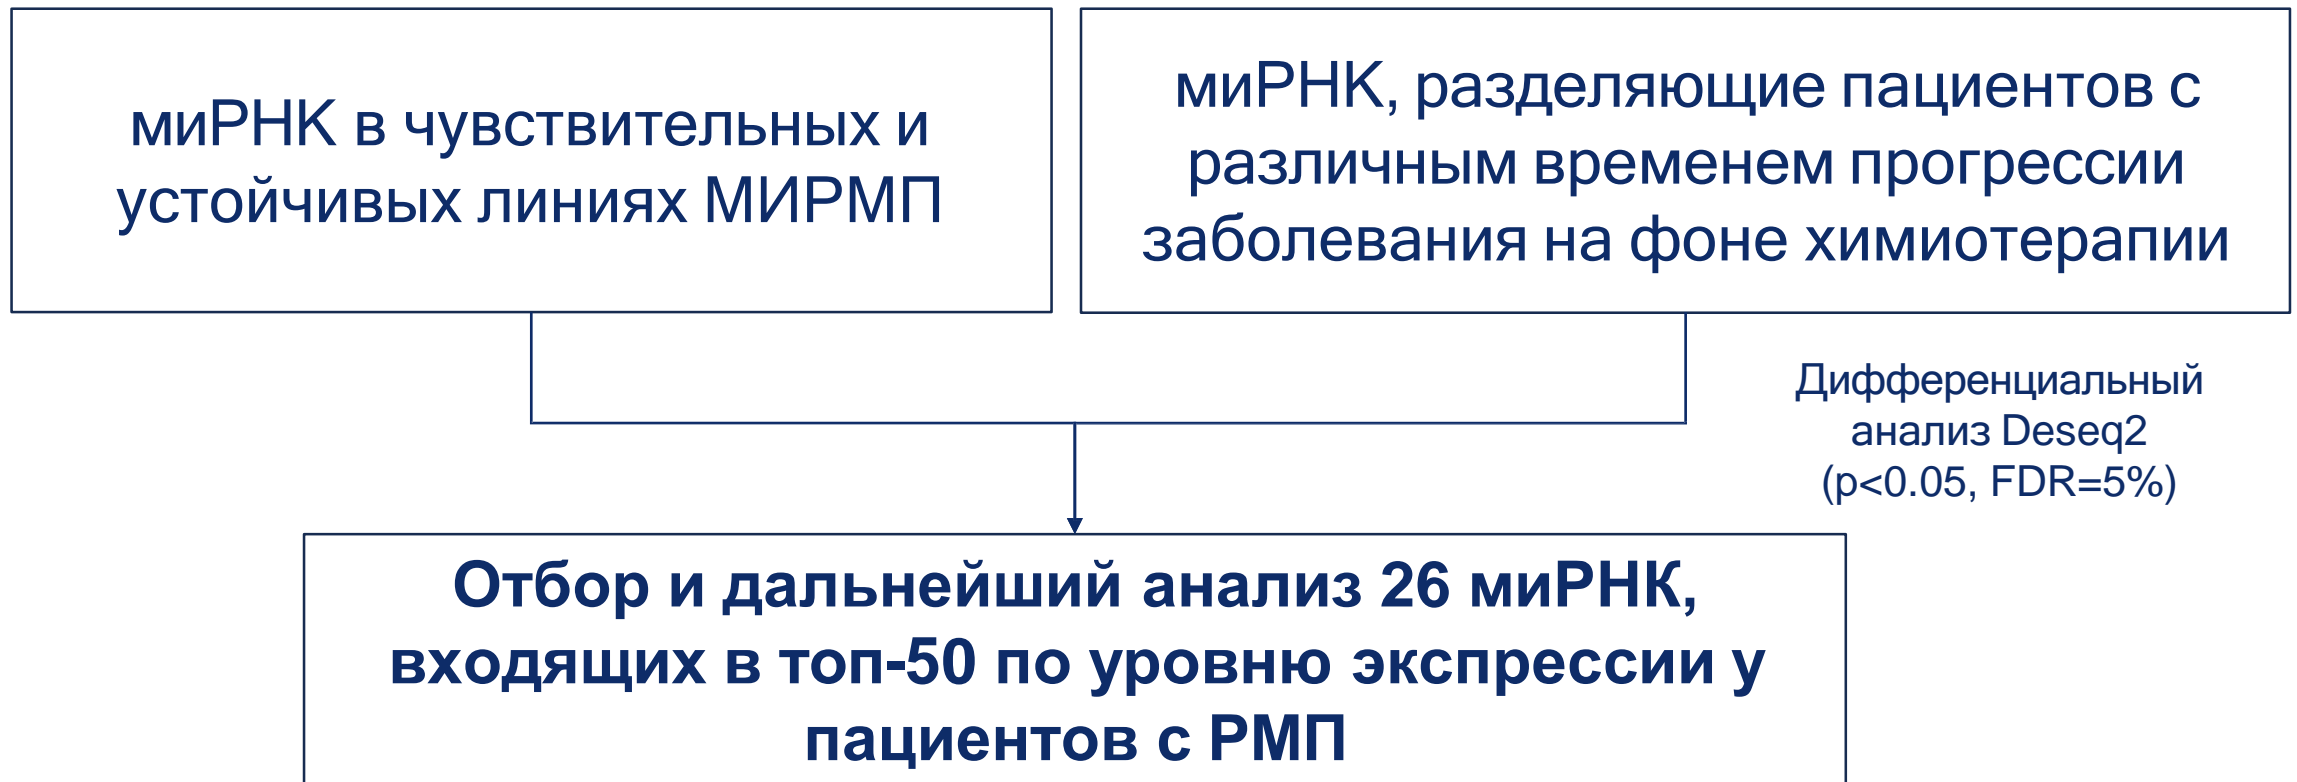 миРНК в чувствительных и
устойчивых линиях МИРМП
миРНК, разделяющие пациентов с
различным временем прогрессии
заболевания на фоне химиотерапии
Дифференциальный
анализ Deseq2
(p<0.05, FDR=5%)
Отбор и дальнейший анализ 26 миРНК,
входящих в топ-50 по уровню экспрессии у
пациентов с РМП